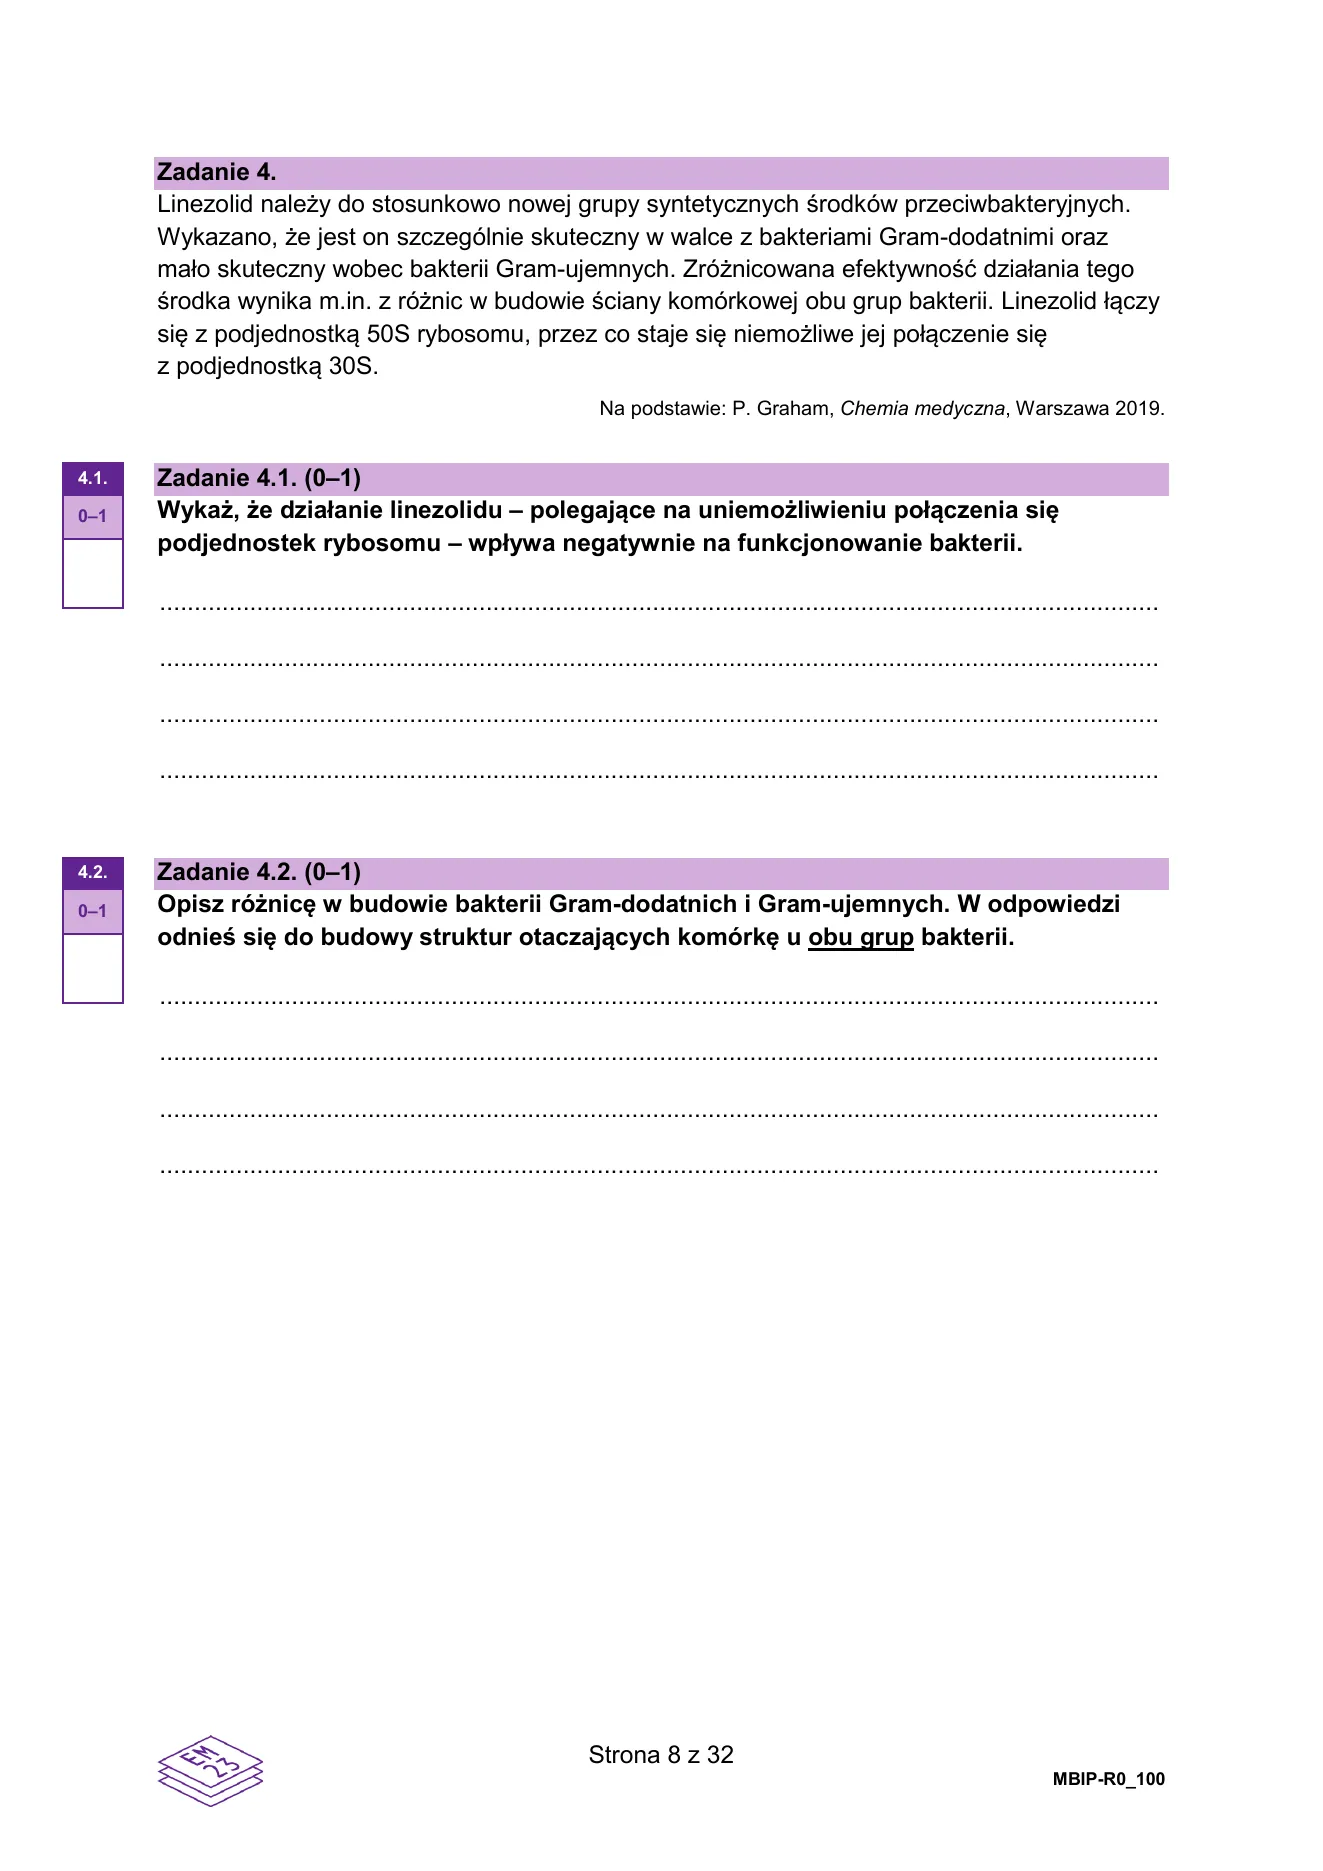 Zadanie 4.
Linezolid należy do stosunkowo nowej grupy syntetycznych środków przeciwbakteryjnych.
Wykazano, że jest on szczególnie skuteczny w walce z bakteriami Gram-dodatnimi oraz
mało skuteczny wobec bakterii Gram-ujemnych. Zróżnicowana efektywność działania tego
środka wynika m.in. z różnic w budowie ściany komórkowej obu grup bakterii. Linezolid łączy
się z podjednostką 50S rybosomu, przez co staje się niemożliwe jej połączenie się
z podjednostką 30S.
Na podstawie: P. Graham, Chemia medyczna, Warszawa 2019.
4.1.
0–1
Zadanie 4.1. (0–1)
Wykaż, że działanie linezolidu – polegające na uniemożliwieniu połączenia się
podjednostek rybosomu – wpływa negatywnie na funkcjonowanie bakterii.
4.2.
0–1
Zadanie 4.2. (0–1)
Opisz różnicę w budowie bakterii Gram-dodatnich i Gram-ujemnych. W odpowiedzi
odnieś się do budowy struktur otaczających komórkę u obu grup bakterii.
EM
23
Strona 8 z 32
MBIP-R0_100